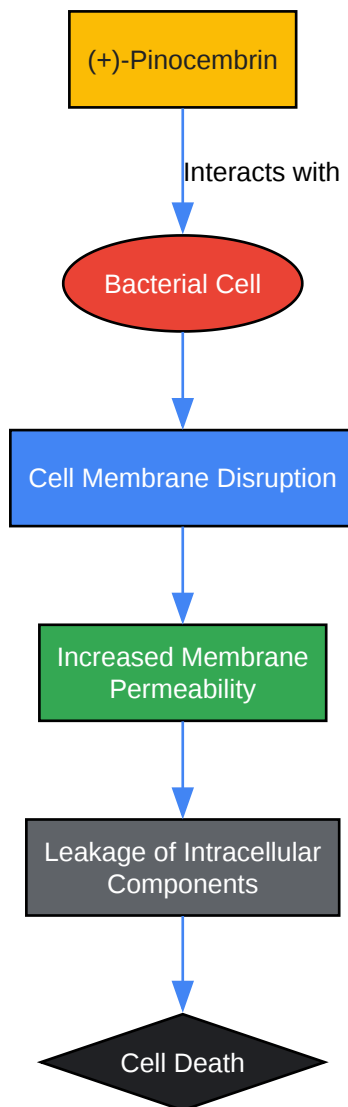 (+)-Pinocembrin
Interacts with
Bacterial Cell
Cell Membrane Disruption
Increased Membrane
Permeability
Leakage of Intracellular
Components
Cell Death